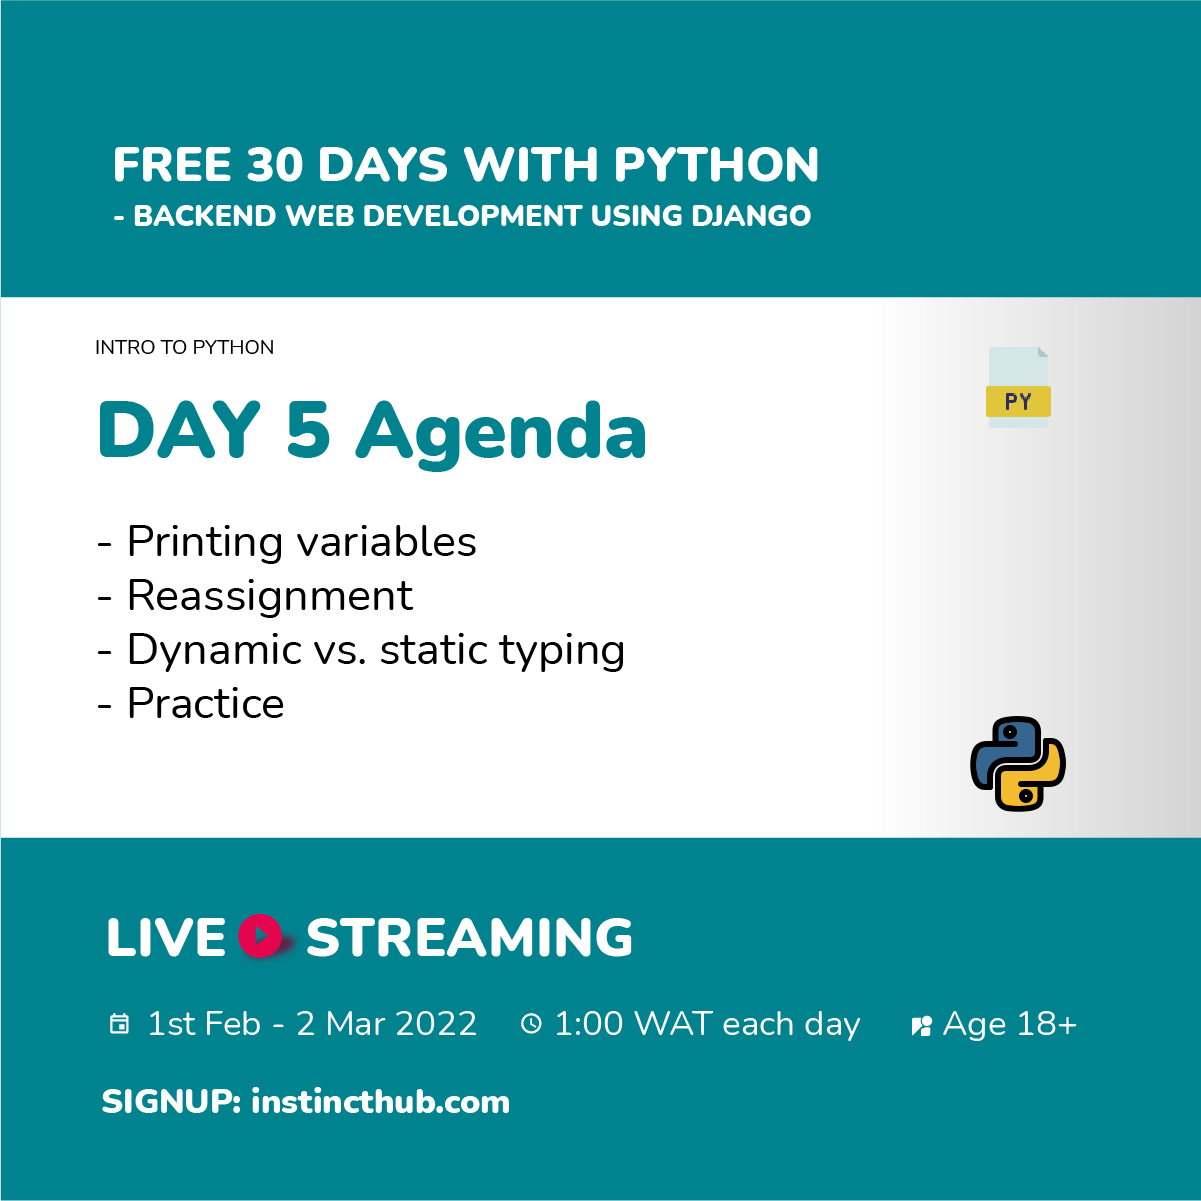 FREE 30 DAYS WITH PYTHON
- BACKEND WEB DEVELOPMENT USING DJANGO
INTRO TO PYTHON
PY
DAY 5 Agenda
- Printing variables
- Reassignment
- Dynamic vs. static typing
- Practice
LIVE STREAMING
1st Feb - 2 Mar 2022 1:00 WAT each day Age 18+
SIGNUP: instincthub.com